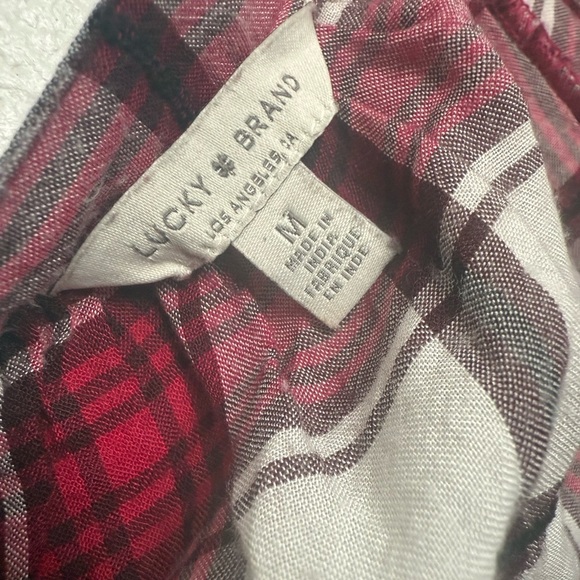 LUCKY BRAND
LOS ANGELES, CA
M
MADE IN
INDIA
FABRIQUE
EN INDE